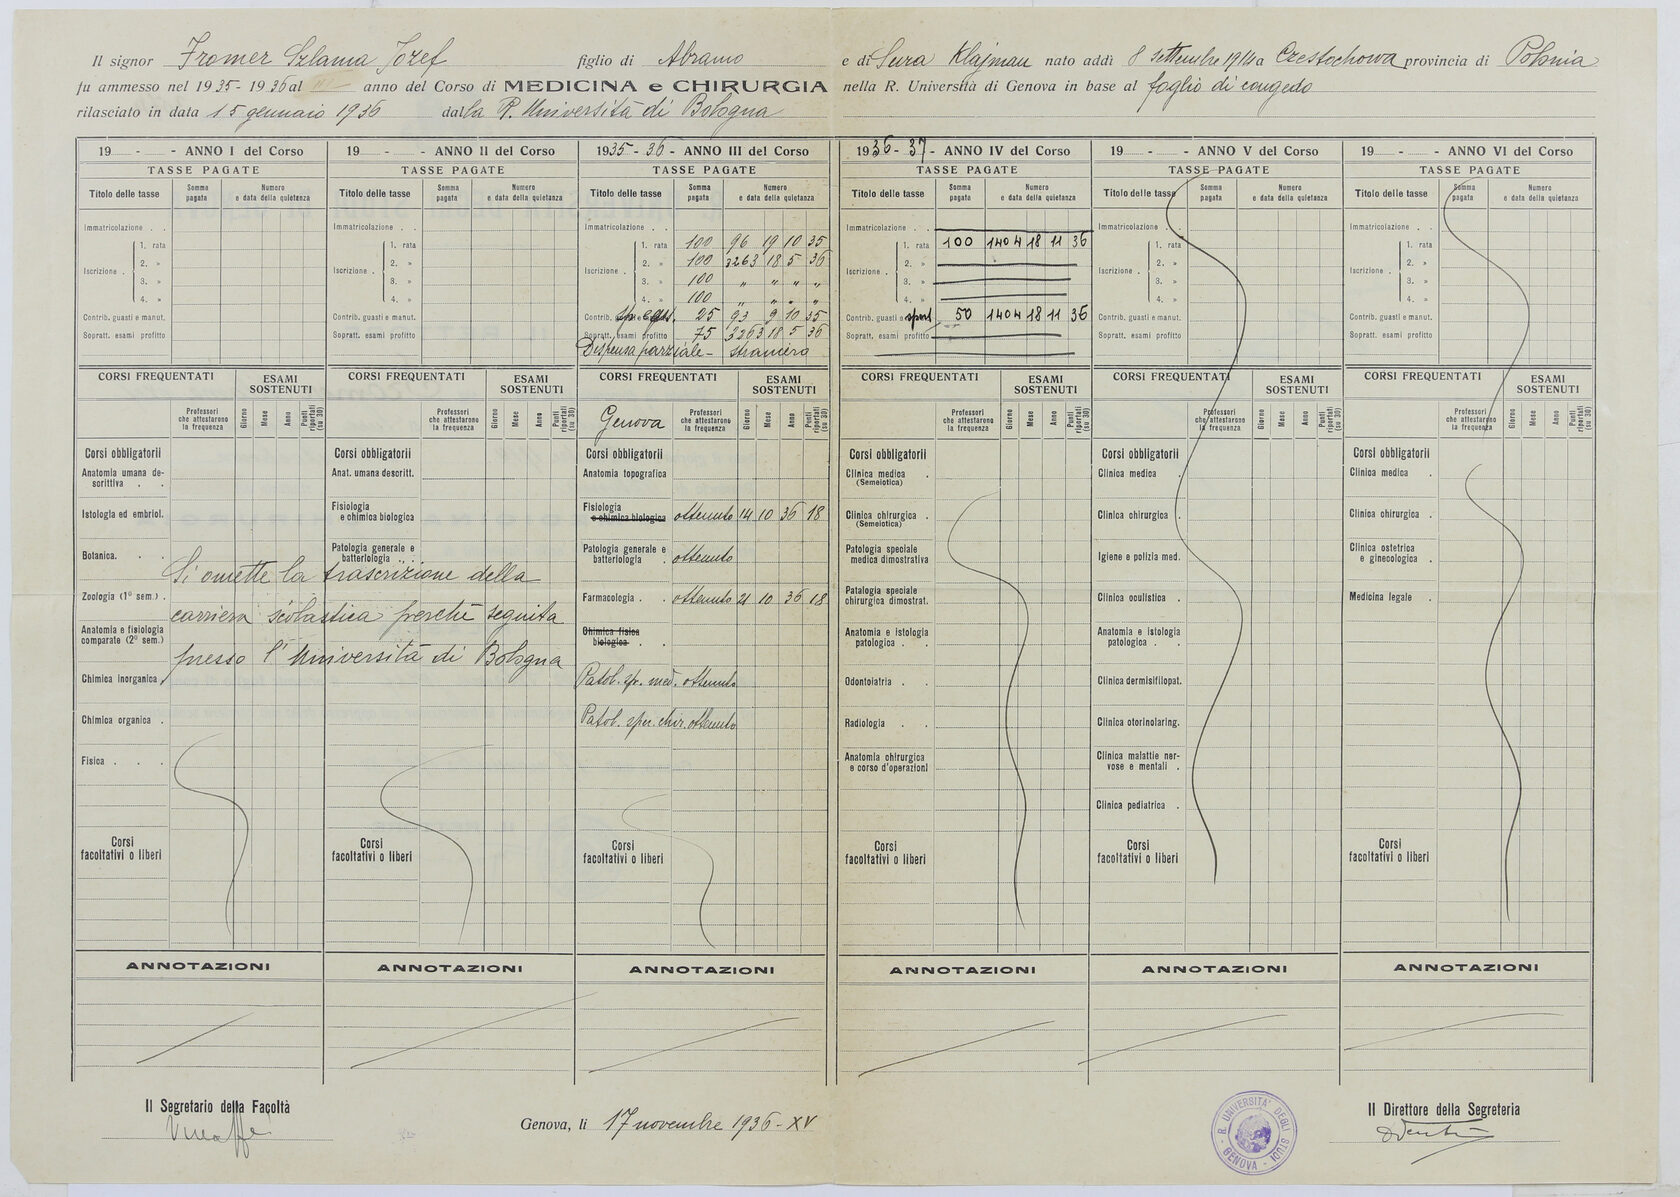 Il signor Fromer Szlama Jozef figlio di Abramo e di Sura Klajman nato addì 8 settembre 1914 a Czestochowa provincia di Polonia
fu ammesso nel 1935 - 1936 al III anno del Corso di MEDICINA e CHIRURGIA nella R. Università di Genova in base al foglio di congedo
rilasciato in data 15 gennaio 1936 dalla R. Università di Bologna
19 - - ANNO I del Corso
TASSE PAGATE
Titolo delle tasse Somma pagata Numero e data della quietanza
Immatricolazione . .
Iscrizione .
1. rata
2. »
3. »
4. »
Contrib. guasti e manut.
Sopratt. esami profitto
CORSI FREQUENTATI ESAMI SOSTENUTI
Professori che attestarono la frequenza Giorno Mese Anno Punti riportati (su 30)
Corsi obbligatorii
Anatomia umana de-
scrittiva . .
Istologia ed embriol.
Botanica. . .
Zoologia (1º sem.) .
Anatomia e fisiologia
comparate (2º sem.)
Chimica inorganica .
Chimica organica .
Fisica . . .
Si omette la trascrizione della
carriera scolastica perchè seguita
presso l'Università di Bologna
Corsi
facoltativi o liberi
ANNOTAZIONI
19 - - ANNO II del Corso
TASSE PAGATE
Titolo delle tasse Somma pagata Numero e data della quietanza
Immatricolazione . .
Iscrizione .
1. rata
2. »
3. »
4. »
Contrib. guasti e manut.
Sopratt. esami profitto
CORSI FREQUENTATI ESAMI SOSTENUTI
Professori che attestarono la frequenza Giorno Mese Anno Punti riportati (su 30)
Corsi obbligatorii
Anat. umana descritt.
Fisiologia
e chimica biologica
Patologia generale e
batteriologia . .
Corsi
facoltativi o liberi
ANNOTAZIONI
1935 - 36 - ANNO III del Corso
TASSE PAGATE
Titolo delle tasse Somma pagata Numero e data della quietanza
Immatricolazione . .
Iscrizione .
1. rata 100 96 19 10 35
2. » 100 3263 18 5 36
3. » 100 " " " "
4. » 100 " " " "
Contrib. 25 93 9 10 35
Sopratt. esami profitto 75 3263 18 5 36
Dispensa parziale - straniero
CORSI FREQUENTATI ESAMI SOSTENUTI
Genova Professori che attestarono la frequenza Giorno Mese Anno Punti riportati (su 30)
Corsi obbligatorii
Anatomia topografica
Fisiologia
e chimica biologica ottenuto 14 10 36 18
Patologia generale e
batteriologia . ottenuto
Farmacologia . . ottenuto 21 10 36 18
Chimica fisica
biologica . .
Patol. sp. med. ottenuto
Patol. spec. chir. ottenuto
Corsi
facoltativi o liberi
ANNOTAZIONI
1936 - 37 - ANNO IV del Corso
TASSE PAGATE
Titolo delle tasse Somma pagata Numero e data della quietanza
Immatricolazione . .
Iscrizione .
1. rata 100 1404 18 11 36
2. »
3. »
4. »
Contrib. guasti e sport 50 1404 18 11 36
Sopratt. esami profitto
CORSI FREQUENTATI ESAMI SOSTENUTI
Professori che attestarono la frequenza Giorno Mese Anno Punti riportati (su 30)
Corsi obbligatorii
Clinica medica .
(Semeiotica)
Clinica chirurgica .
(Semeiotica)
Patologia speciale
medica dimostrativa
Patalogia speciale
chirurgica dimostrat.
Anatomia e istologia
patologica . .
Odontoiatria . .
Radiologia . .
Anatomia chirurgica
e corso d'operazioni
Corsi
facoltativi o liberi
ANNOTAZIONI
19 - - ANNO V del Corso
TASSE PAGATE
Titolo delle tasse Somma pagata Numero e data della quietanza
Immatricolazione . .
Iscrizione .
1. rata
2. »
3. »
4. »
Contrib. guasti e manut.
Sopratt. esami profitto
CORSI FREQUENTATI ESAMI SOSTENUTI
Professori che attestarono la frequenza Giorno Mese Anno Punti riportati (su 30)
Corsi obbligatorii
Clinica medica .
Clinica chirurgica .
Igiene e polizia med.
Clinica oculistica .
Anatomia e istologia
patologica . .
Clinica dermisifilopat.
Clinica otorinolaring.
Clinica malattie ner-
vose e mentali .
Clinica pediatrica .
Corsi
facoltativi o liberi
ANNOTAZIONI
19 - - ANNO VI del Corso
TASSE PAGATE
Titolo delle tasse Somma pagata Numero e data della quietanza
Immatricolazione . .
Iscrizione .
1. rata
2. »
3. »
4. »
Contrib. guasti e manut.
Sopratt. esami profitto
CORSI FREQUENTATI ESAMI SOSTENUTI
Professori che attestarono la frequenza Giorno Mese Anno Punti riportati (su 30)
Corsi obbligatorii
Clinica medica .
Clinica chirurgica .
Clinica ostetrica
e ginecologica .
Medicina legale .
Corsi
facoltativi o liberi
ANNOTAZIONI
Il Segretario della Facoltà
Genova, li 17 novembre 1936 - XV
R. UNIVERSITA' DEGLI STUDI - GENOVA -
Il Direttore della Segreteria